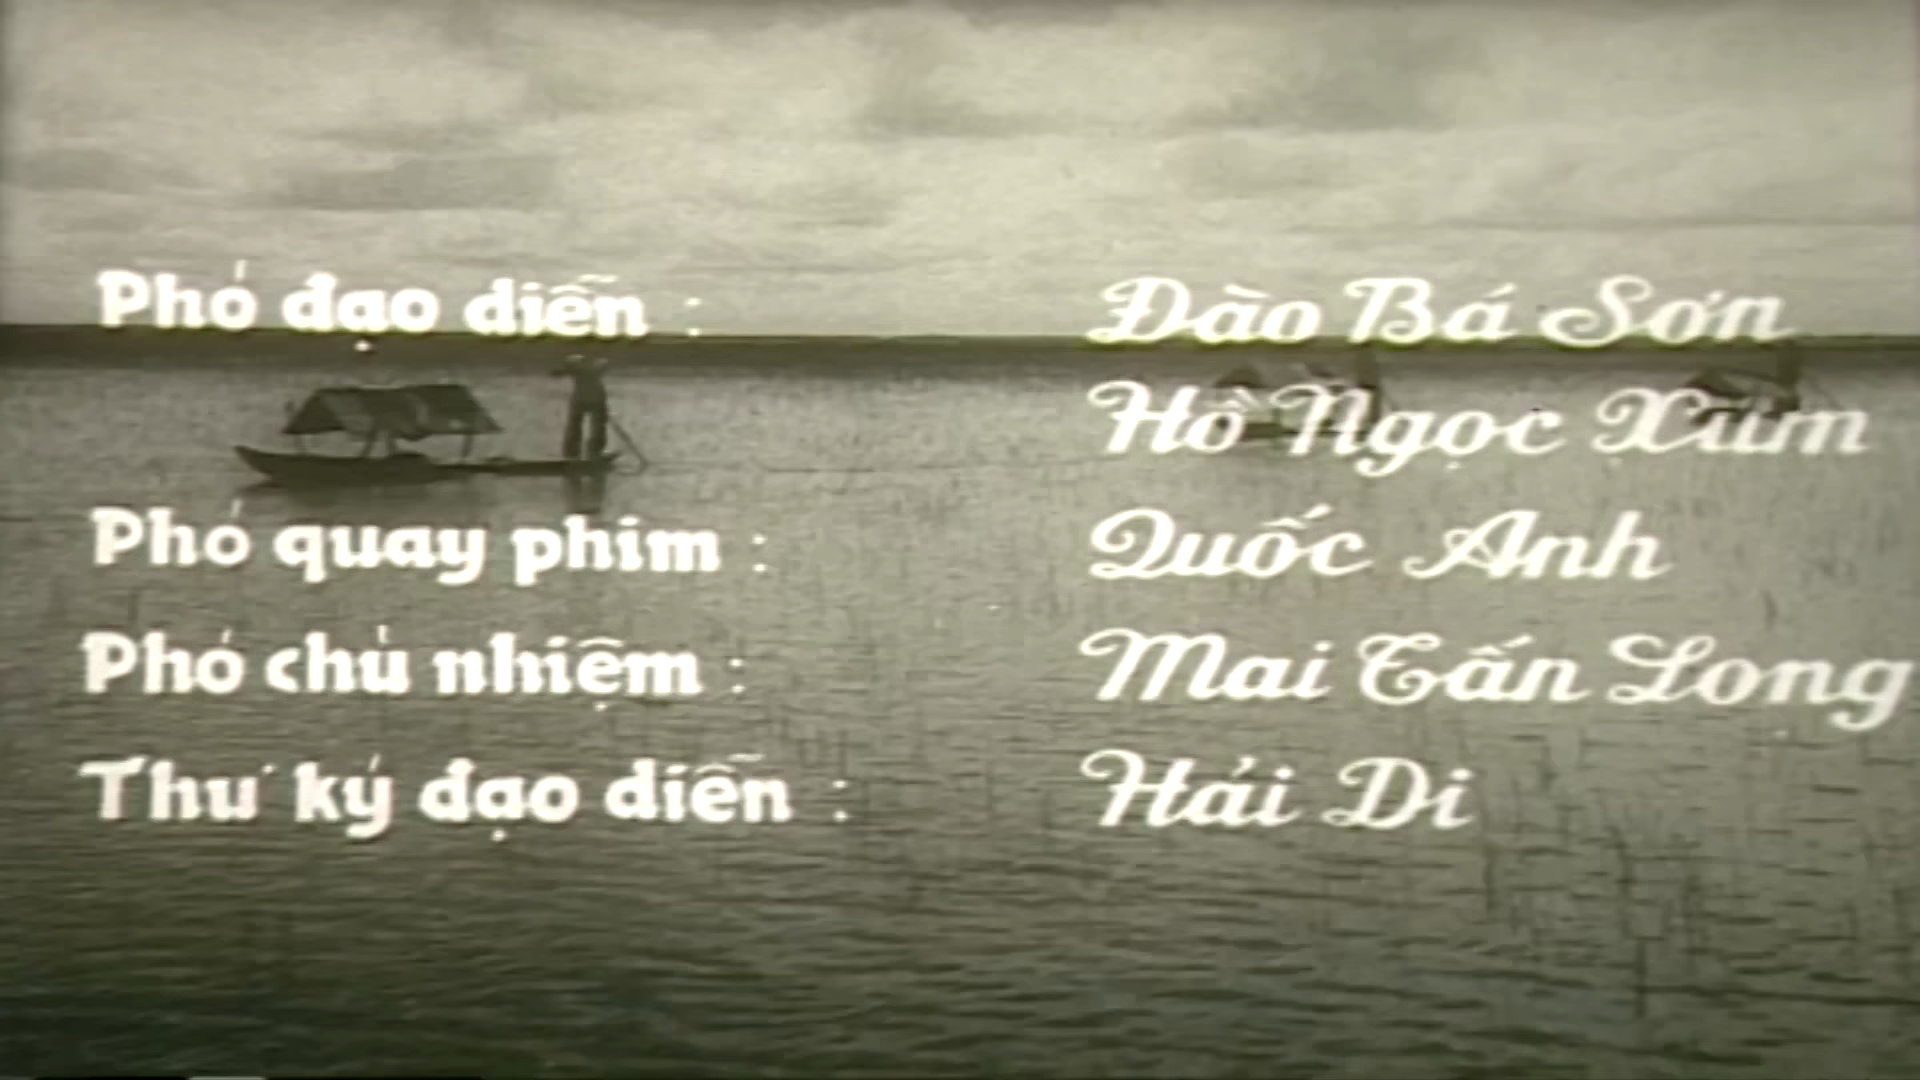 Phó đạo diễn : Đào Bá Sơn
Hồ Ngọc Xum
Phó quay phim : Quốc Anh
Phó chủ nhiệm : Mai Tấn Long
Thư ký đạo diễn : Hải Di